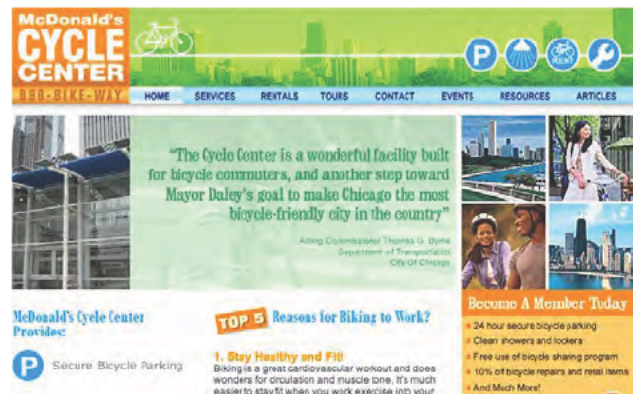 McDonald's
CYCLE
CENTER
888-BIKE-WAY
P
RENT
HOME SERVICES RENTALS TOURS CONTACT EVENTS RESOURCES ARTICLES
"The Cycle Center is a wonderful facility built
for bicycle commuters, and another step toward
Mayor Daley's goal to make Chicago the most
bicycle-friendly city in the country"
Acting Commissioner Thomas G. Byrne
Department of Transportation
City Of Chicago
McDonald's Cycle Center
Provides:
P Secure Bicycle Parking
TOP 5 Reasons for Biking to Work?
1. Stay Healthy and Fit!
Biking is a great cardiovascular workout and does
wonders for circulation and muscle tone. It's much
easier to stay fit when you work exercise into your
Become A Member Today
24 hour secure bicycle parking
Clean showers and lockers
Free use of bicycle sharing program
10% of bicycle repairs and retail items
And Much More!